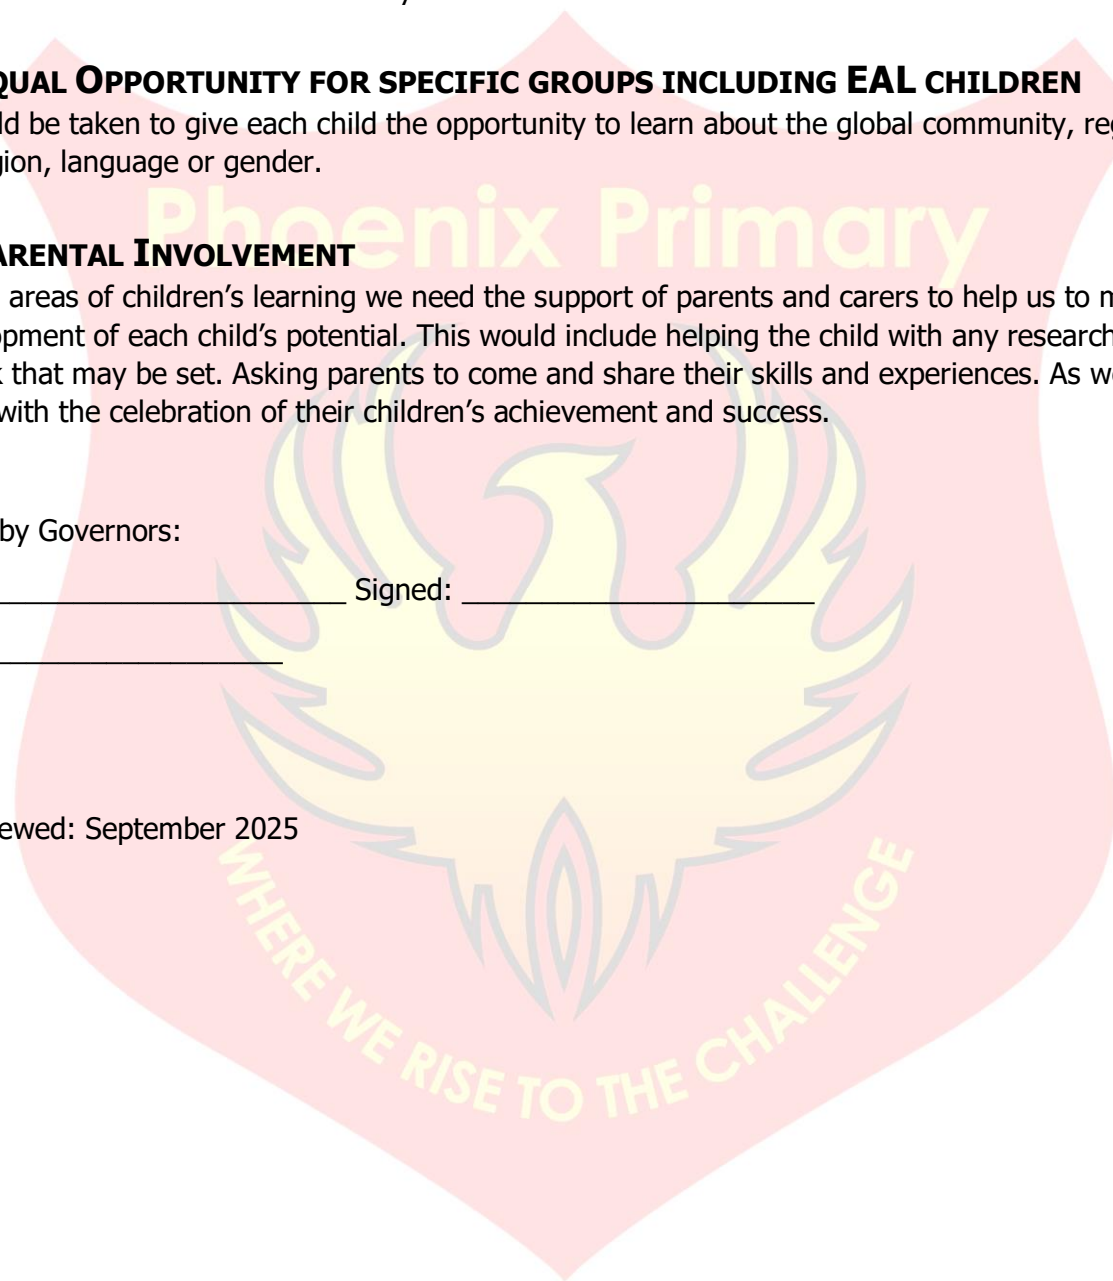 QUAL OPPORTUNITY FOR SPECIFIC GROUPS INCLUDING EAL CHILDREN
ld be taken to give each child the opportunity to learn about the global community, reg
gion, language or gender.
Phoenix Primary
ARENTAL INVOLVEMENT
areas of children’s learning we need the support of parents and carers to help us to m
opment of each child’s potential. This would include helping the child with any research
k that may be set. Asking parents to come and share their skills and experiences. As we
with the celebration of their children’s achievement and success.
by Governors:
______________________ Signed: ______________________
__________________
ewed: September 2025
WHERE WE RISE TO THE CHALLENGE